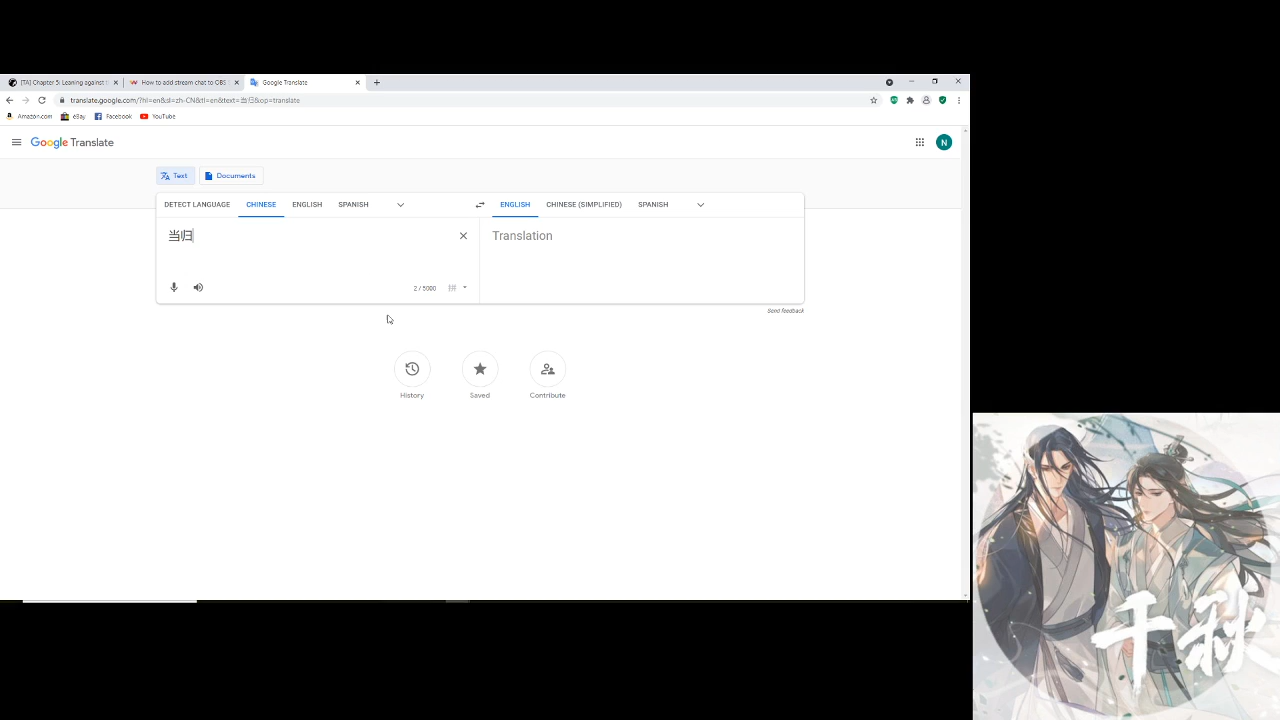 [TA] Chapter 5: Leaning against t
How to add stream chat to OBS
Google Translate
translate.google.com/?hl=en&sl=zh-CN&tl=en&text=当归&op=translate
Amazon.com eBay Facebook YouTube
Google Translate
N
Text Documents
DETECT LANGUAGE CHINESE ENGLISH SPANISH
ENGLISH CHINESE (SIMPLIFIED) SPANISH
当归
Translation
2 / 5000
拼
Send feedback
History Saved Contribute
千秋